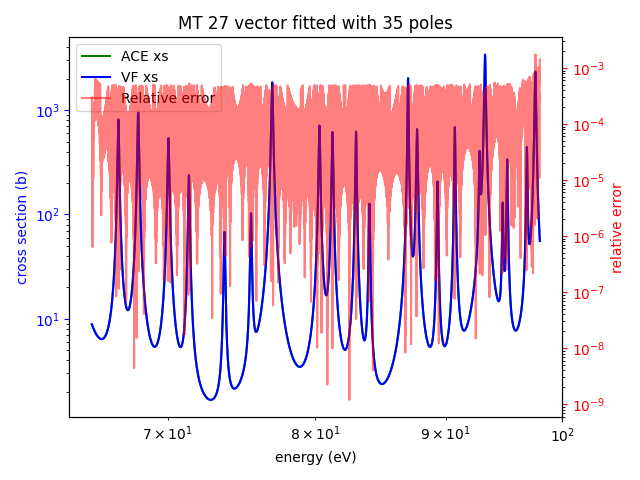 MT 27 vector fitted with 35 poles
ACE xs
VF xs
Relative error
cross section (b)
10³
10²
10¹
10⁻³
10⁻⁴
10⁻⁵
10⁻⁶
10⁻⁷
10⁻⁸
10⁻⁹
relative error
7 × 10¹
8 × 10¹
9 × 10¹
10²
energy (eV)